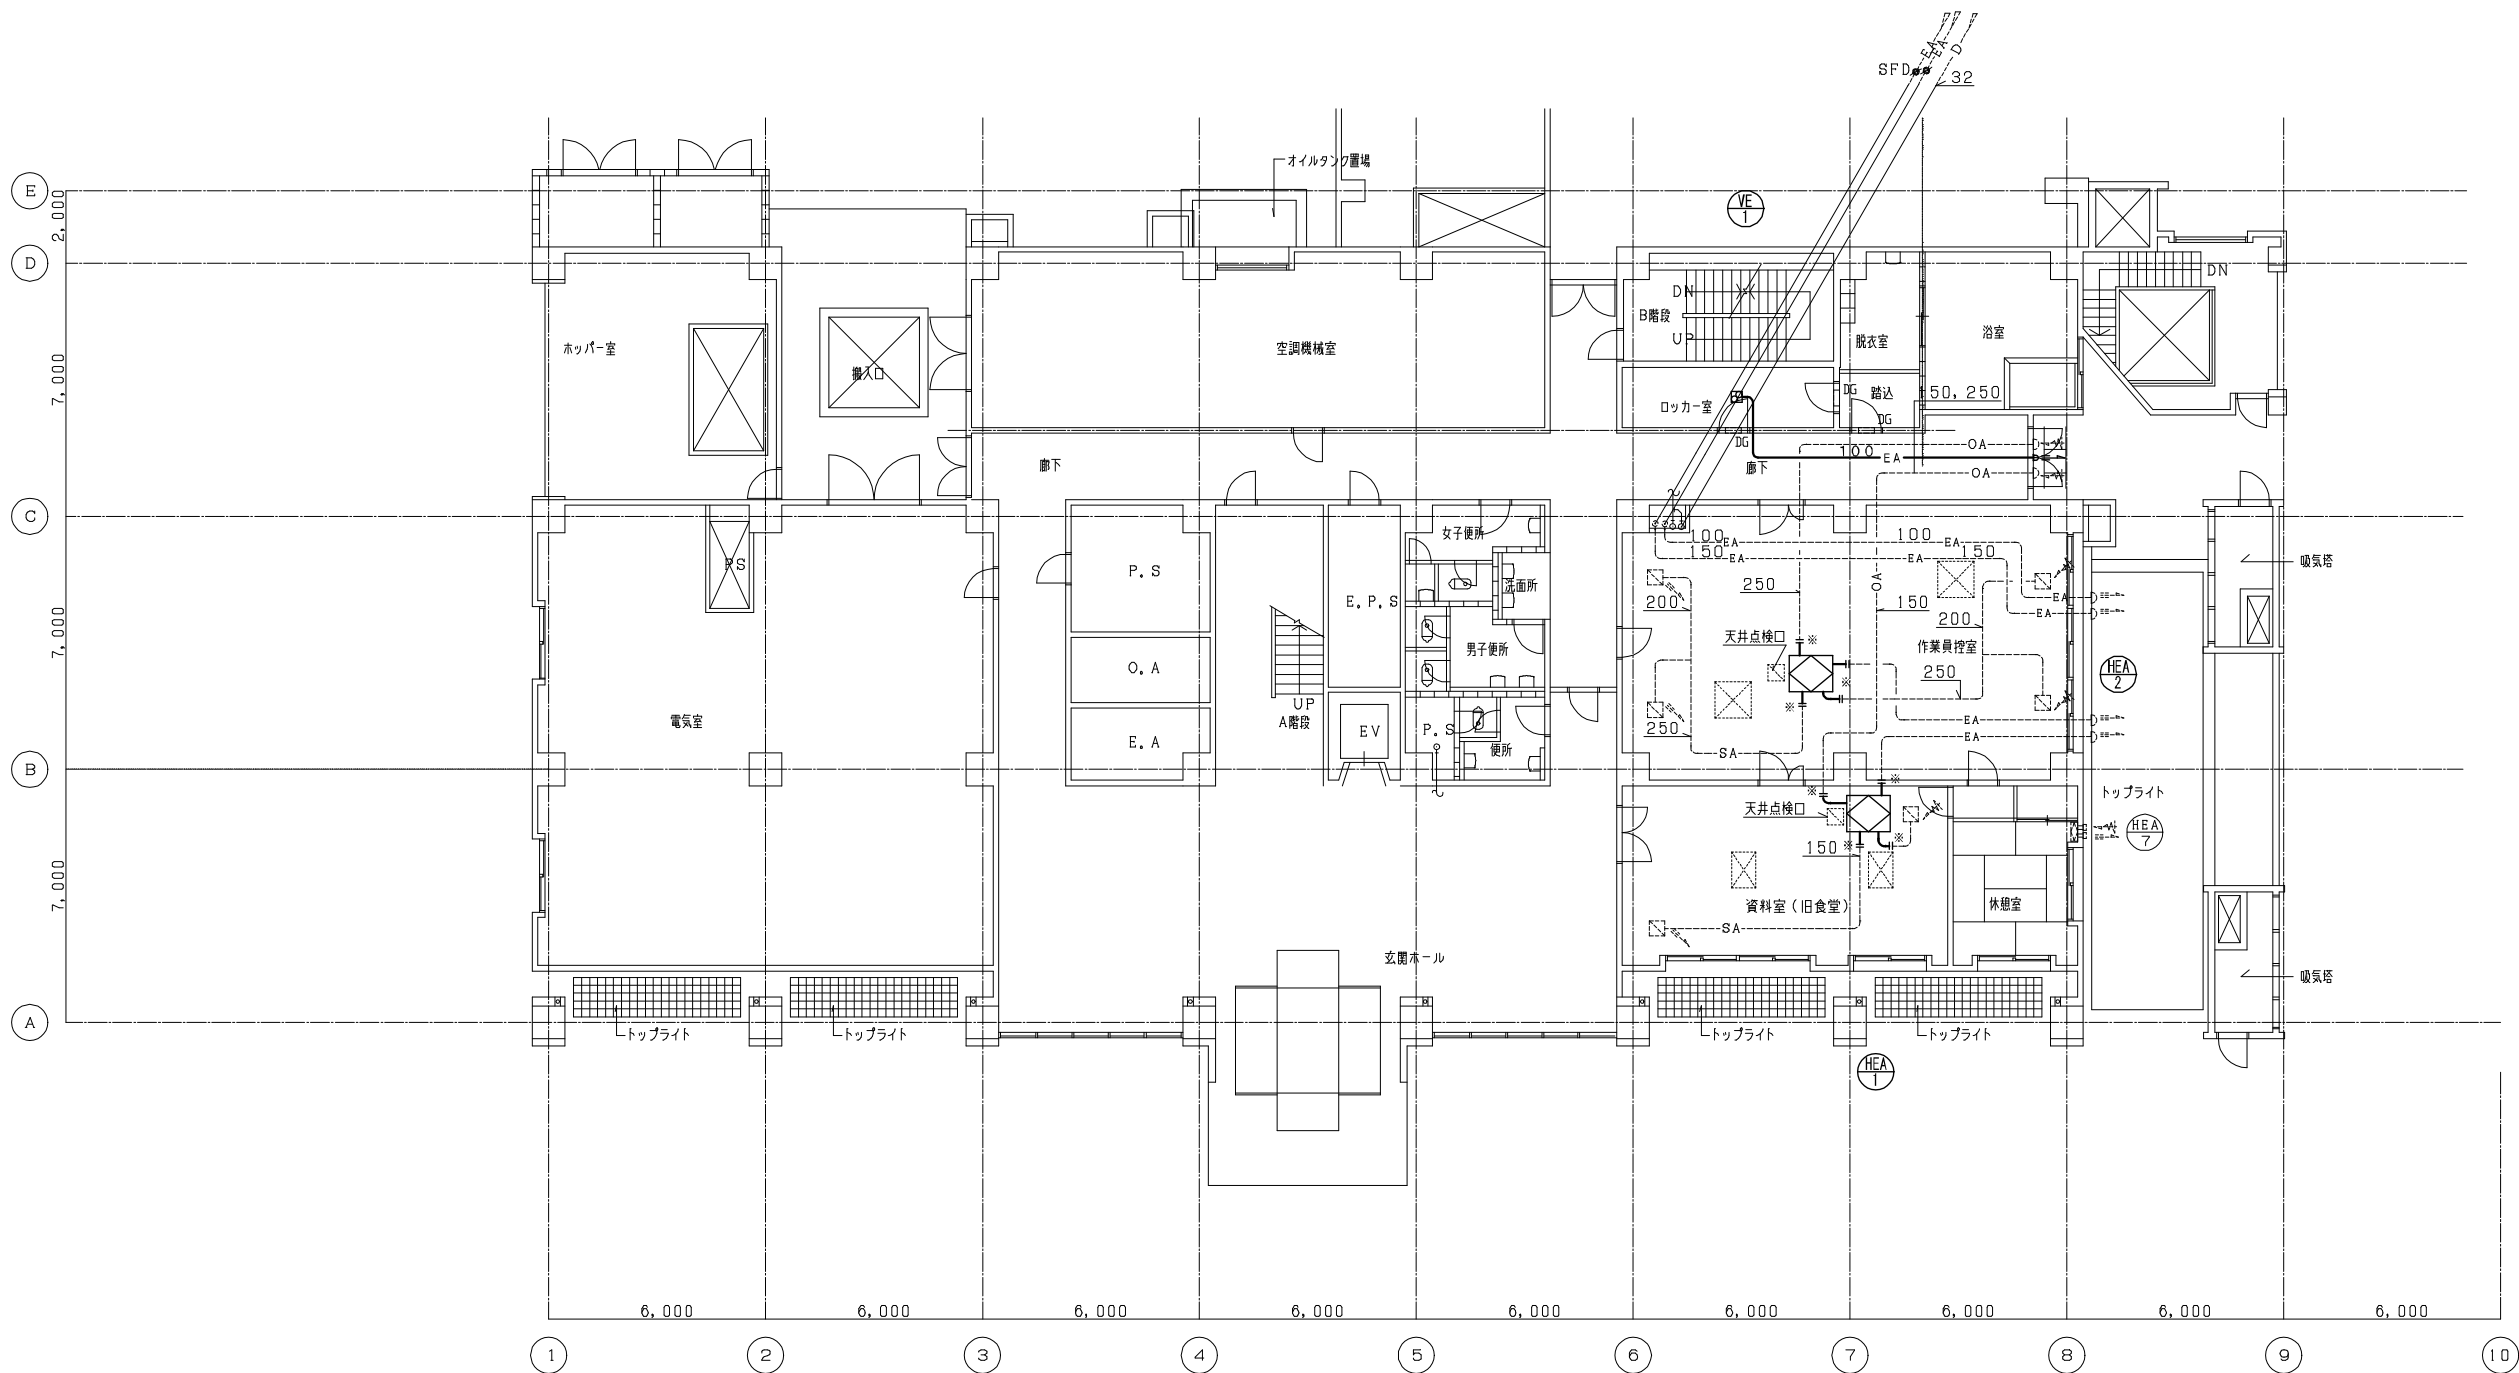 EA
EA
D
SFD
32
オイルタンク置場
E
2,000
VE
1
D
DN
DN
B階段
ホッパー室
空調機械室
UP
脱衣室
浴室
7,000
搬入口
ロッカー室
DG
踏込
150,250
DG
DG
OA
100
EA
廊下
廊下
OA
C
女子便所
100
EA
100
EA
150
EA
EA
150
PS
P.S
洗面所
250
OA
吸気塔
E.P.S
200
150
EA
EA
200
7,000
天井点検口
※
男子便所
作業員控室
O.A
HEA
2
250
※
※
UP
A階段
電気室
EA
P.S
EV
250
E.A
便所
SA
EA
B
※
※
トップライト
天井点検口
HEA
7
150
※
※
7,000
資料室(旧食堂)
休憩室
SA
玄関ホール
吸気塔
A
トップライト
トップライト
トップライト
トップライト
HEA
1
6,000
6,000
6,000
6,000
6,000
6,000
6,000
6,000
6,000
1
2
3
4
5
6
7
8
9
10